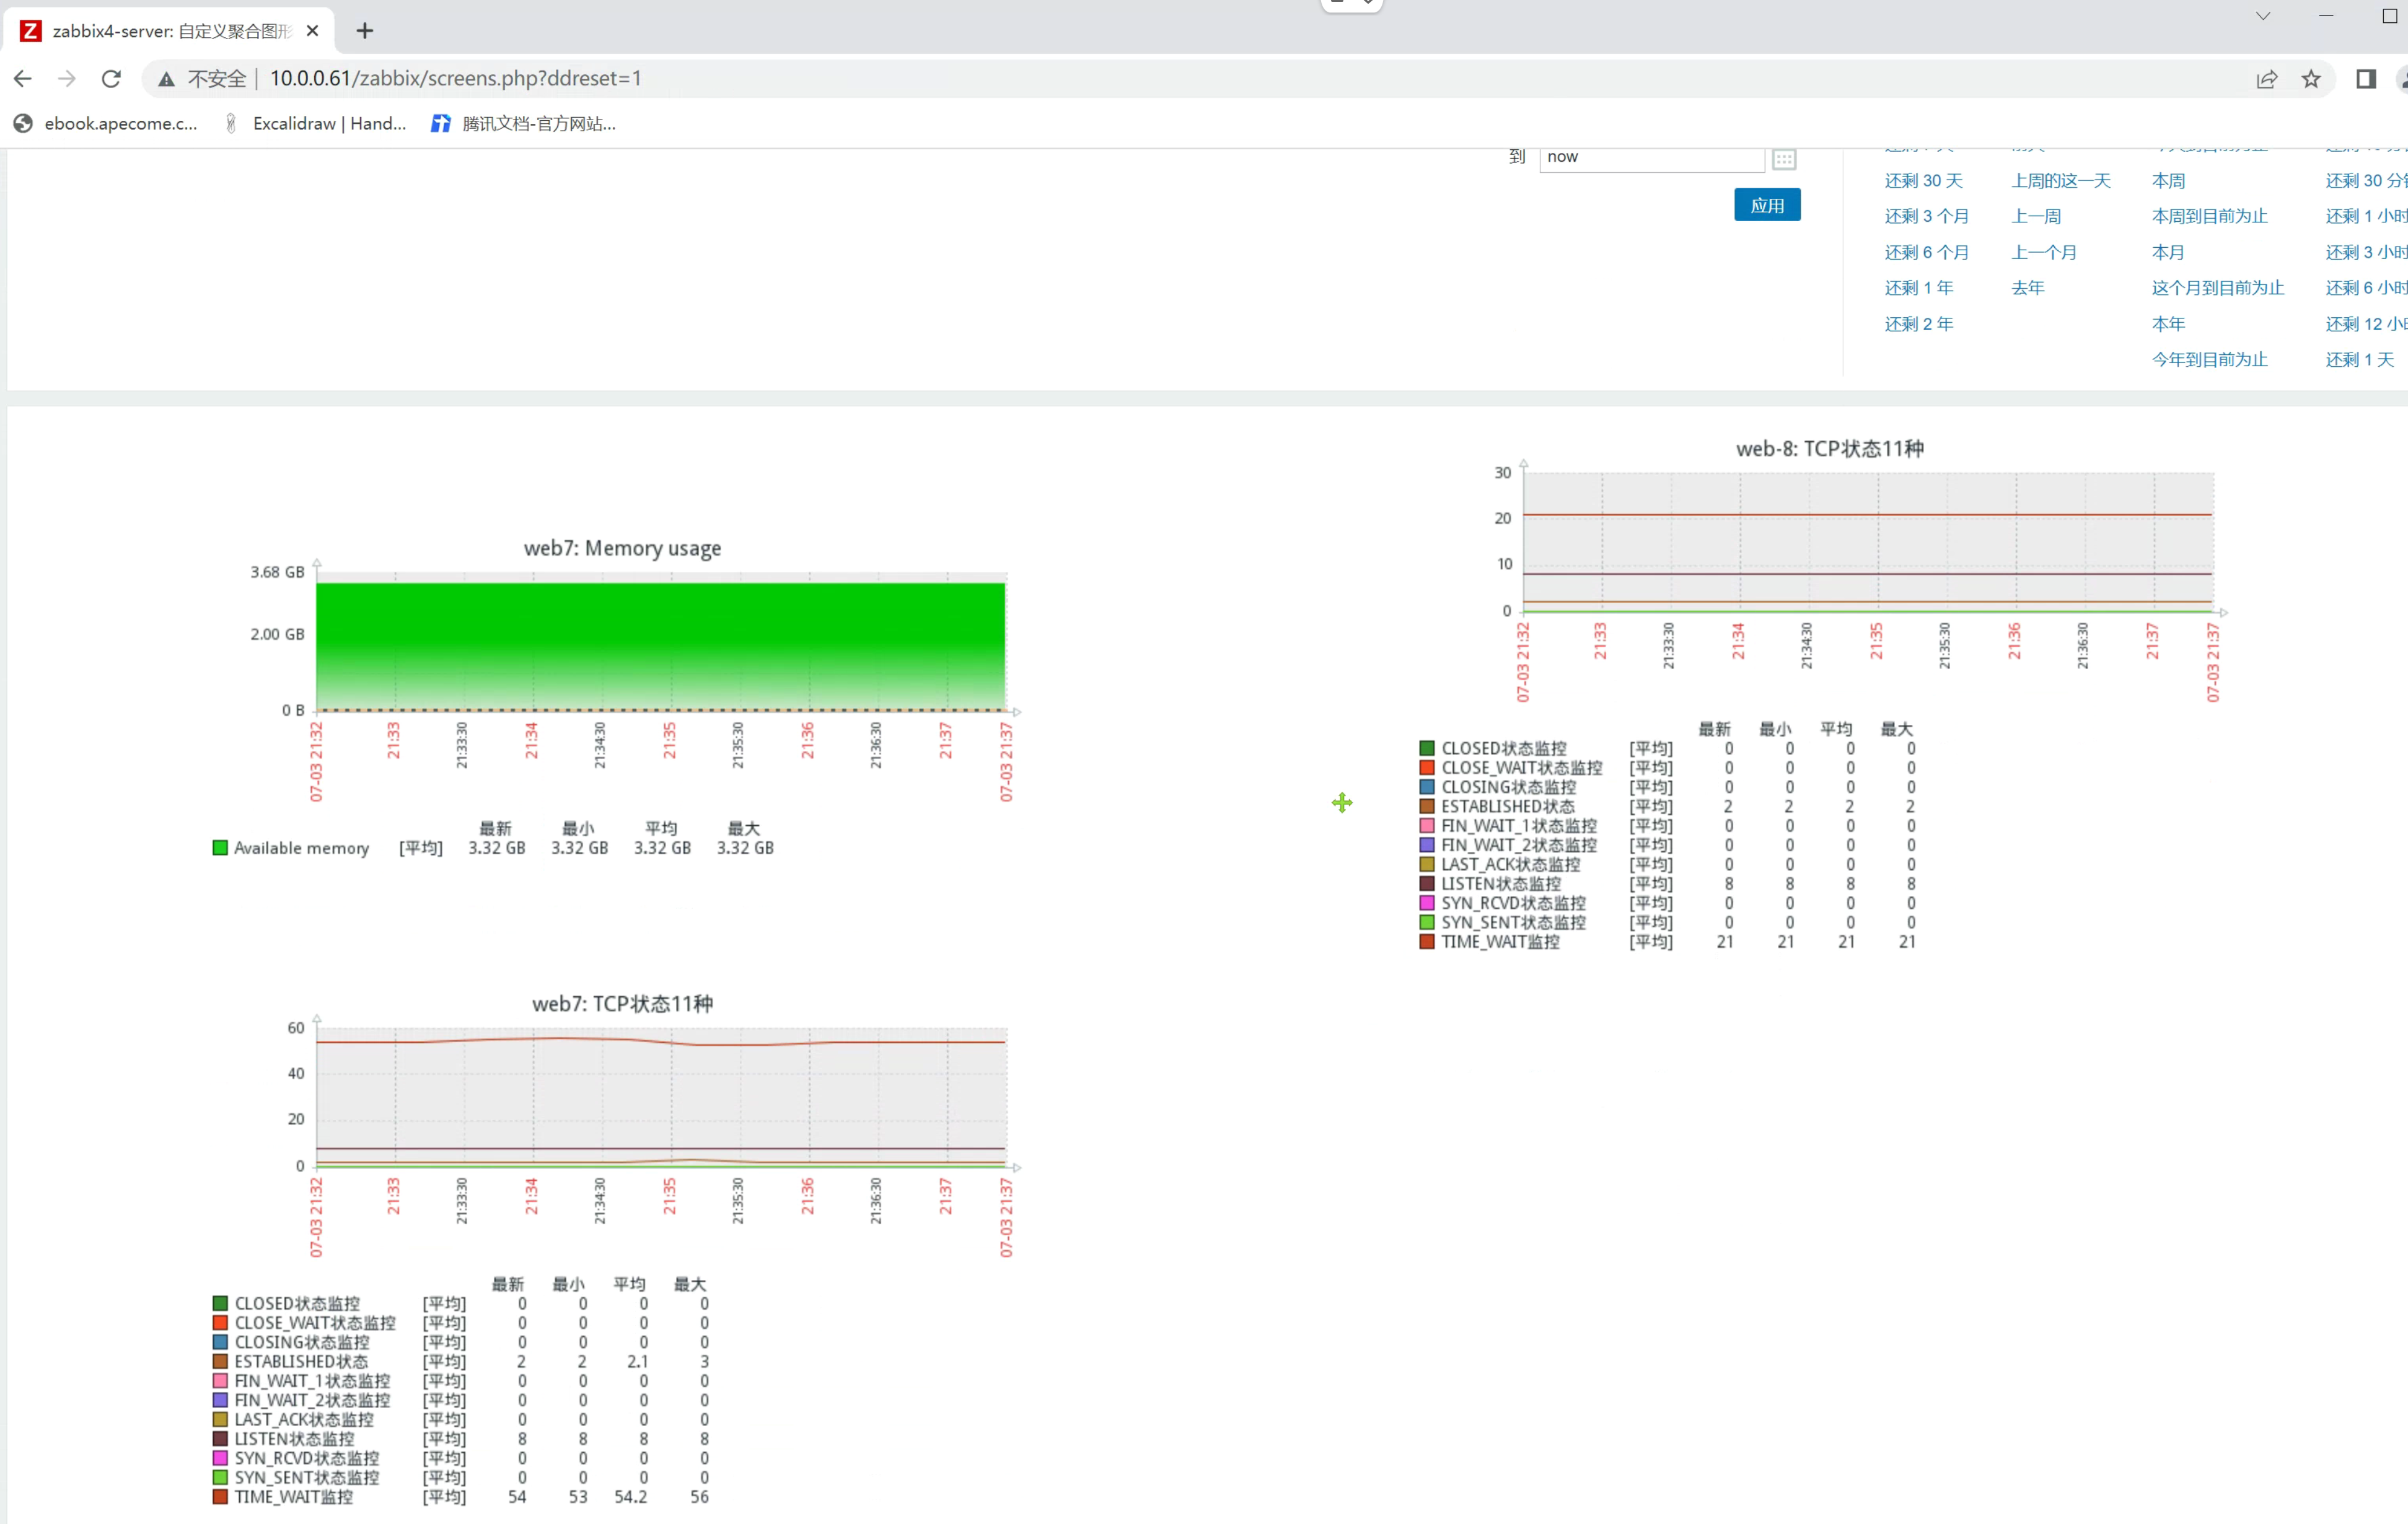 zabbix4-server: 自定义聚合图形
不安全 10.0.0.61/zabbix/screens.php?ddreset=1
ebook.apecome.c... Excalidraw | Hand... 腾讯文档-官方网站...
到 now
应用
还剩 30 天 上周的这一天 本周 还剩 30 分
还剩 3 个月 上一周 本周到目前为止 还剩 1 小时
还剩 6 个月 上一个月 本月 还剩 3 小时
还剩 1 年 去年 这个月到目前为止 还剩 6 小时
还剩 2 年 本年 还剩 12 小
今年到目前为止 还剩 1 天
web7: Memory usage
3.68 GB
2.00 GB
0 B
07-03 21:32 21:33 21:33:30 21:34 21:34:30 21:35 21:35:30 21:36 21:36:30 21:37 07-03 21:37
最新 最小 平均 最大
Available memory [平均] 3.32 GB 3.32 GB 3.32 GB 3.32 GB
web-8: TCP状态11种
30
20
10
0
07-03 21:32 21:33 21:33:30 21:34 21:34:30 21:35 21:35:30 21:36 21:36:30 21:37 07-03 21:37
最新 最小 平均 最大
CLOSED状态监控 [平均] 0 0 0 0
CLOSE_WAIT状态监控 [平均] 0 0 0 0
CLOSING状态监控 [平均] 0 0 0 0
ESTABLISHED状态 [平均] 2 2 2 2
FIN_WAIT_1状态监控 [平均] 0 0 0 0
FIN_WAIT_2状态监控 [平均] 0 0 0 0
LAST_ACK状态监控 [平均] 0 0 0 0
LISTEN状态监控 [平均] 8 8 8 8
SYN_RCVD状态监控 [平均] 0 0 0 0
SYN_SENT状态监控 [平均] 0 0 0 0
TIME_WAIT监控 [平均] 21 21 21 21
web7: TCP状态11种
60
40
20
0
07-03 21:32 21:33 21:33:30 21:34 21:34:30 21:35 21:35:30 21:36 21:36:30 21:37 07-03 21:37
最新 最小 平均 最大
CLOSED状态监控 [平均] 0 0 0 0
CLOSE_WAIT状态监控 [平均] 0 0 0 0
CLOSING状态监控 [平均] 0 0 0 0
ESTABLISHED状态 [平均] 2 2 2.1 3
FIN_WAIT_1状态监控 [平均] 0 0 0 0
FIN_WAIT_2状态监控 [平均] 0 0 0 0
LAST_ACK状态监控 [平均] 0 0 0 0
LISTEN状态监控 [平均] 8 8 8 8
SYN_RCVD状态监控 [平均] 0 0 0 0
SYN_SENT状态监控 [平均] 0 0 0 0
TIME_WAIT监控 [平均] 54 53 54.2 56